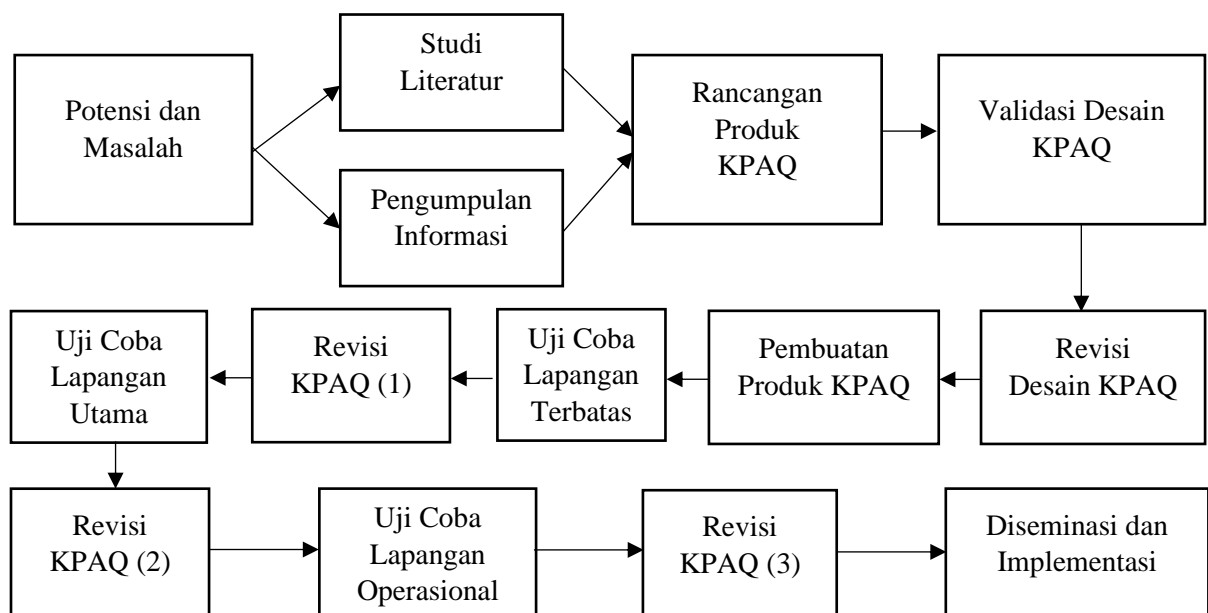 Potensi dan
Masalah
Studi
Literatur
Pengumpulan
Informasi
Rancangan
Produk
KPAQ
Validasi Desain
KPAQ
Revisi
Desain KPAQ
Pembuatan
Produk KPAQ
Uji Coba
Lapangan
Terbatas
Revisi
KPAQ (1)
Uji Coba
Lapangan
Utama
Revisi
KPAQ (2)
Uji Coba
Lapangan
Operasional
Revisi
KPAQ (3)
Diseminasi dan
Implementasi